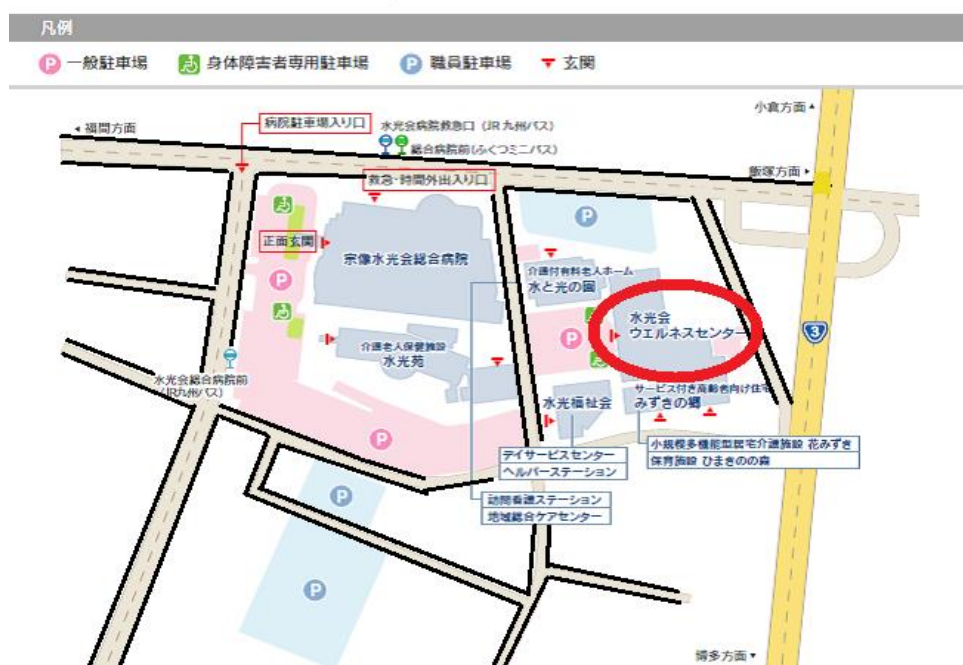 凡例
P 一般駐車場
身体障害者専用駐車場
P 職員駐車場
玄関
小倉方面
福間方面
病院駐車場入り口
水光会病院救急口（JR九州バス）
総合病院前(ふくつミニバス)
飯塚方面
救急・時間外出入り口
P
正面玄関
宗像水光会総合病院
介護付有料老人ホーム
水と光の園
P
水光会
ウエルネスセンター
3
P
介護老人保健施設
水光苑
水光会総合病院前
（JR九州バス）
サービス付き高齢者向け住宅
みずきの郷
水光福祉会
P
小規模多機能型居宅介護施設 花みずき
保育施設 ひまきのの森
デイサービスセンター
ヘルパーステーション
P
訪問看護ステーション
地域総合ケアセンター
P
博多方面